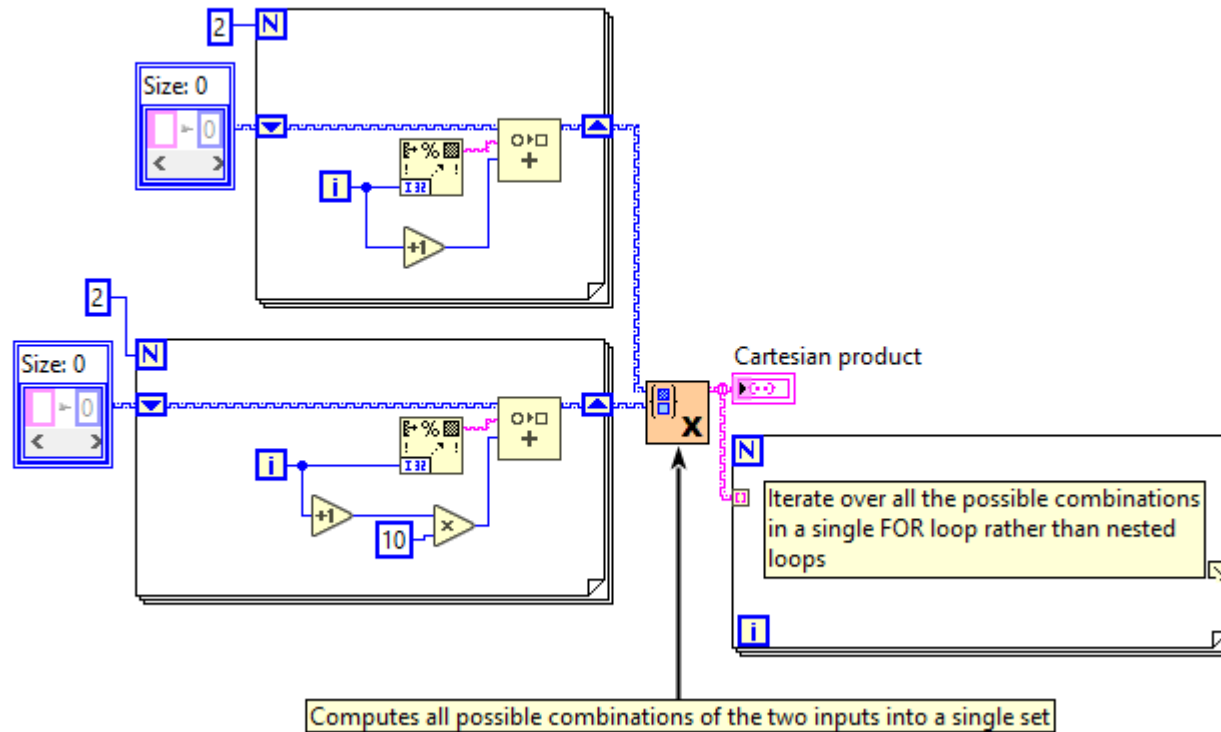 2
N
Size: 0
0
%
! !
I32
i
+
+1
2
N
Size: 0
0
%
! !
I32
i
+
+1
×
10
Cartesian product
x
N
Iterate over all the possible combinations
in a single FOR loop rather than nested
loops
i
Computes all possible combinations of the two inputs into a single set